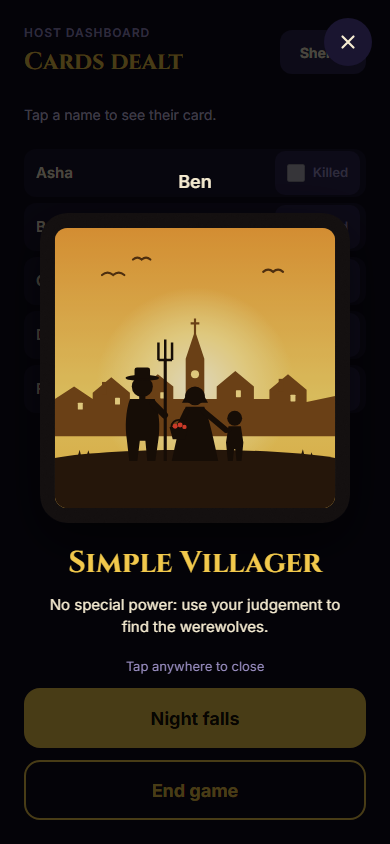 HOST DASHBOARD
Cards dealt
Tap a name to see their card.
Asha
Killed
Ben
Simple Villager
No special power: use your judgement to
find the werewolves.
Tap anywhere to close
Night falls
End game